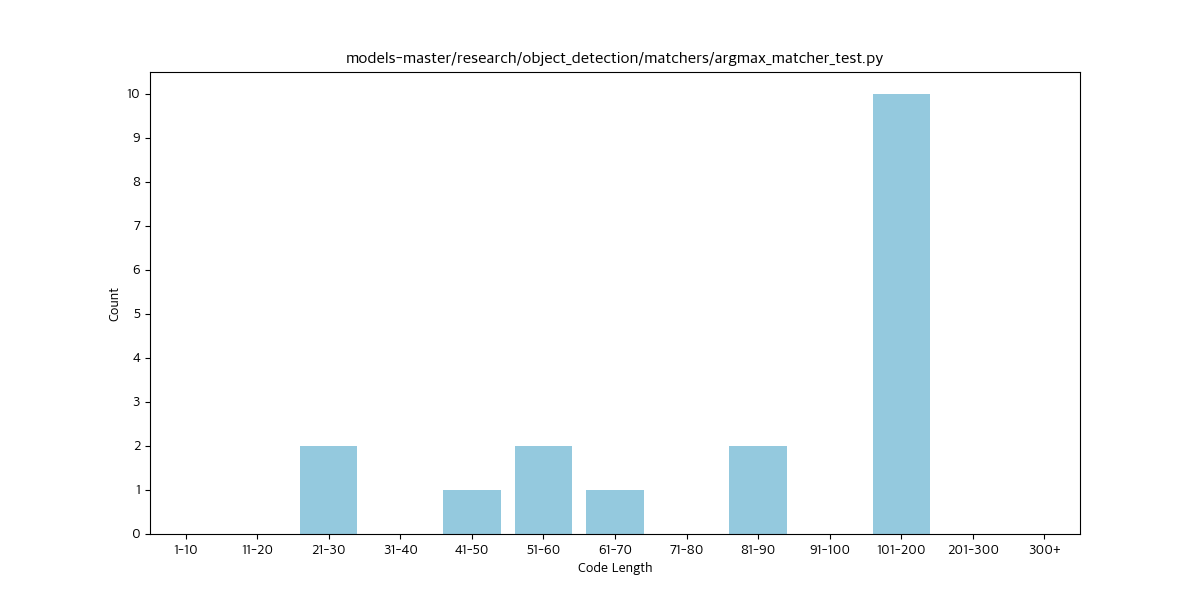 models-master/research/object_detection/matchers/argmax_matcher_test.py
10
9
8
7
6
5
4
3
2
1
0
Count
1-10 11-20 21-30 31-40 41-50 51-60 61-70 71-80 81-90 91-100 101-200 201-300 300+
Code Length